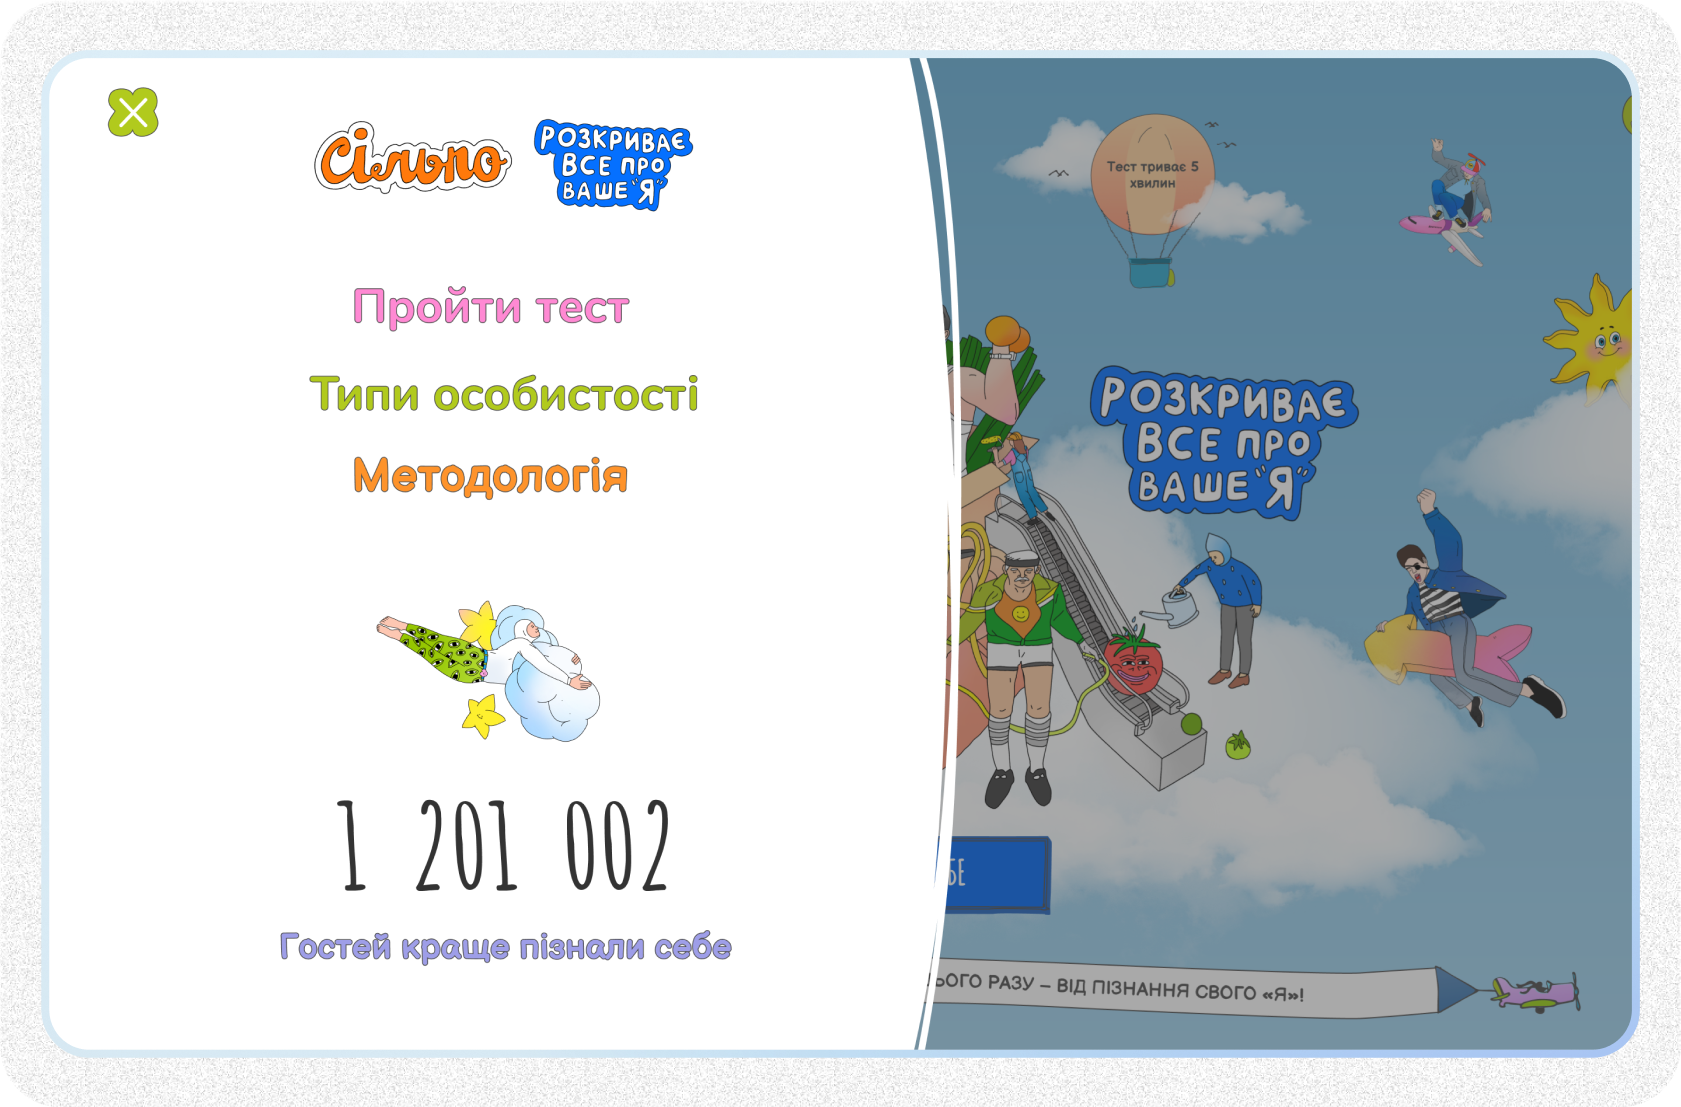 Сільпо
РОЗКРИВАЄ
ВСЕ ПРО
ВАШЕ "Я"
Пройти тест
Типи особистості
Методологія
1 201 002
Гостей краще пізнали себе
Тест триває 5
хвилин
РОЗКРИВАЄ
ВСЕ ПРО
ВАШЕ "Я"
РАЗУ – ВІД ПІЗНАННЯ СВОГО «Я»!